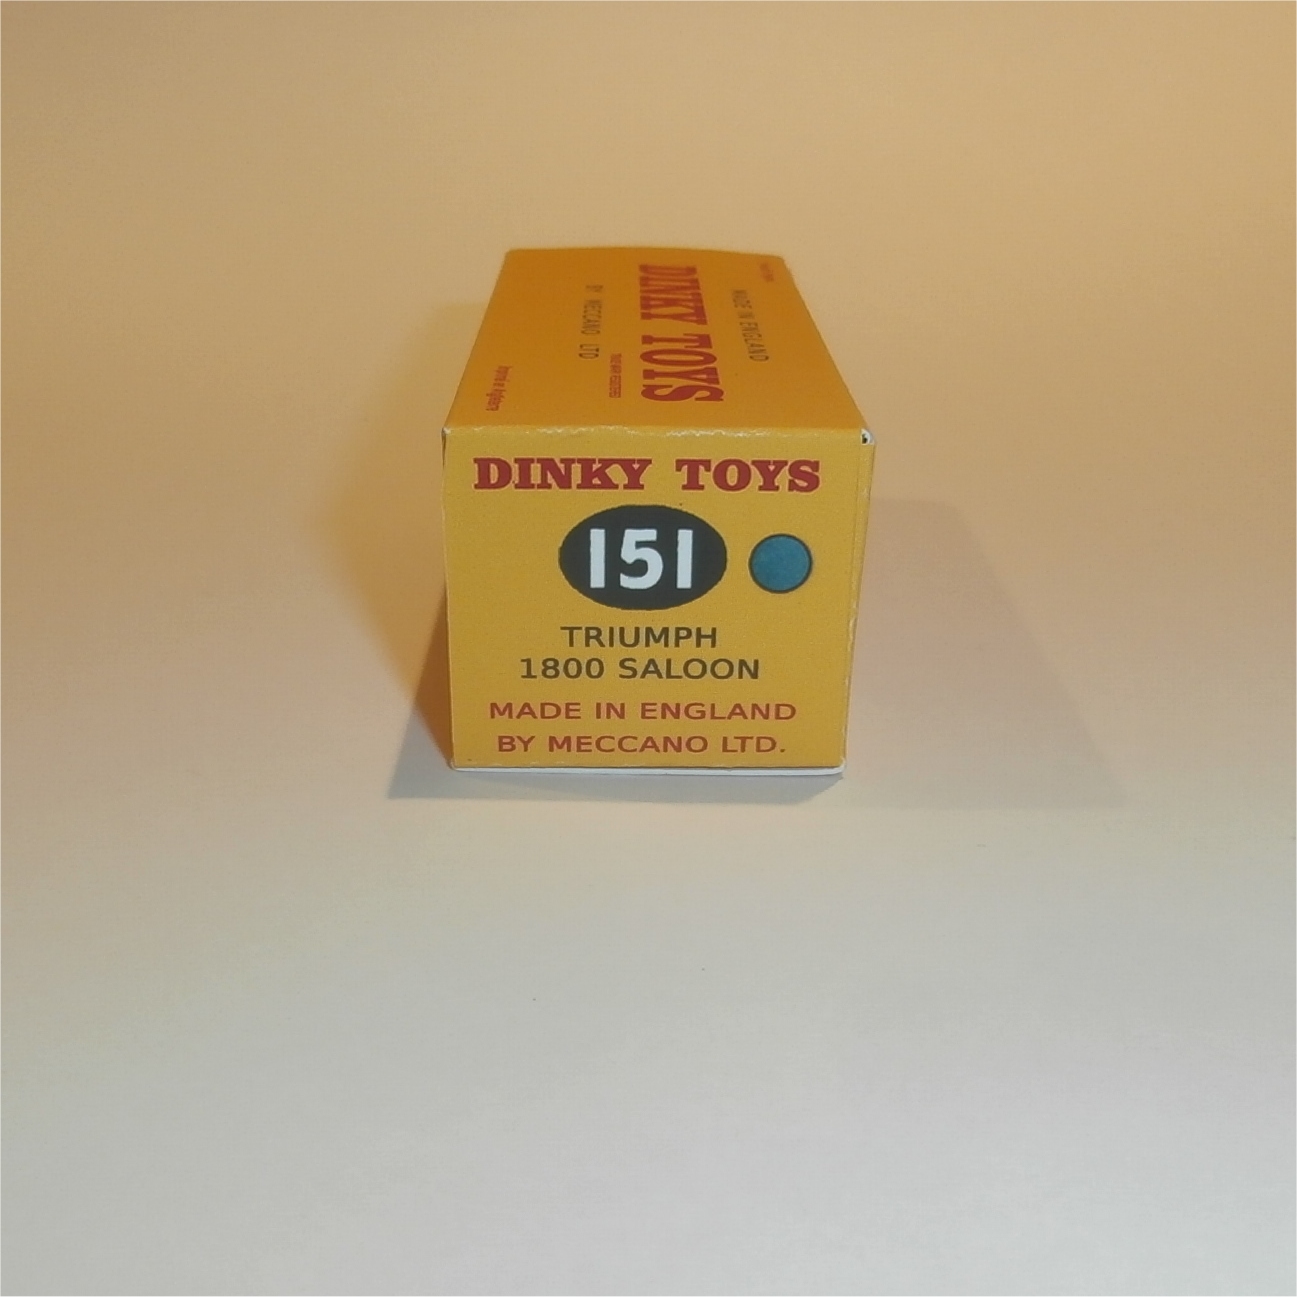 DINKY TOYS
MADE IN ENGLAND
BY MECCANO LTD
DINKY TOYS
151
TRIUMPH
1800 SALOON
MADE IN ENGLAND
BY MECCANO LTD.